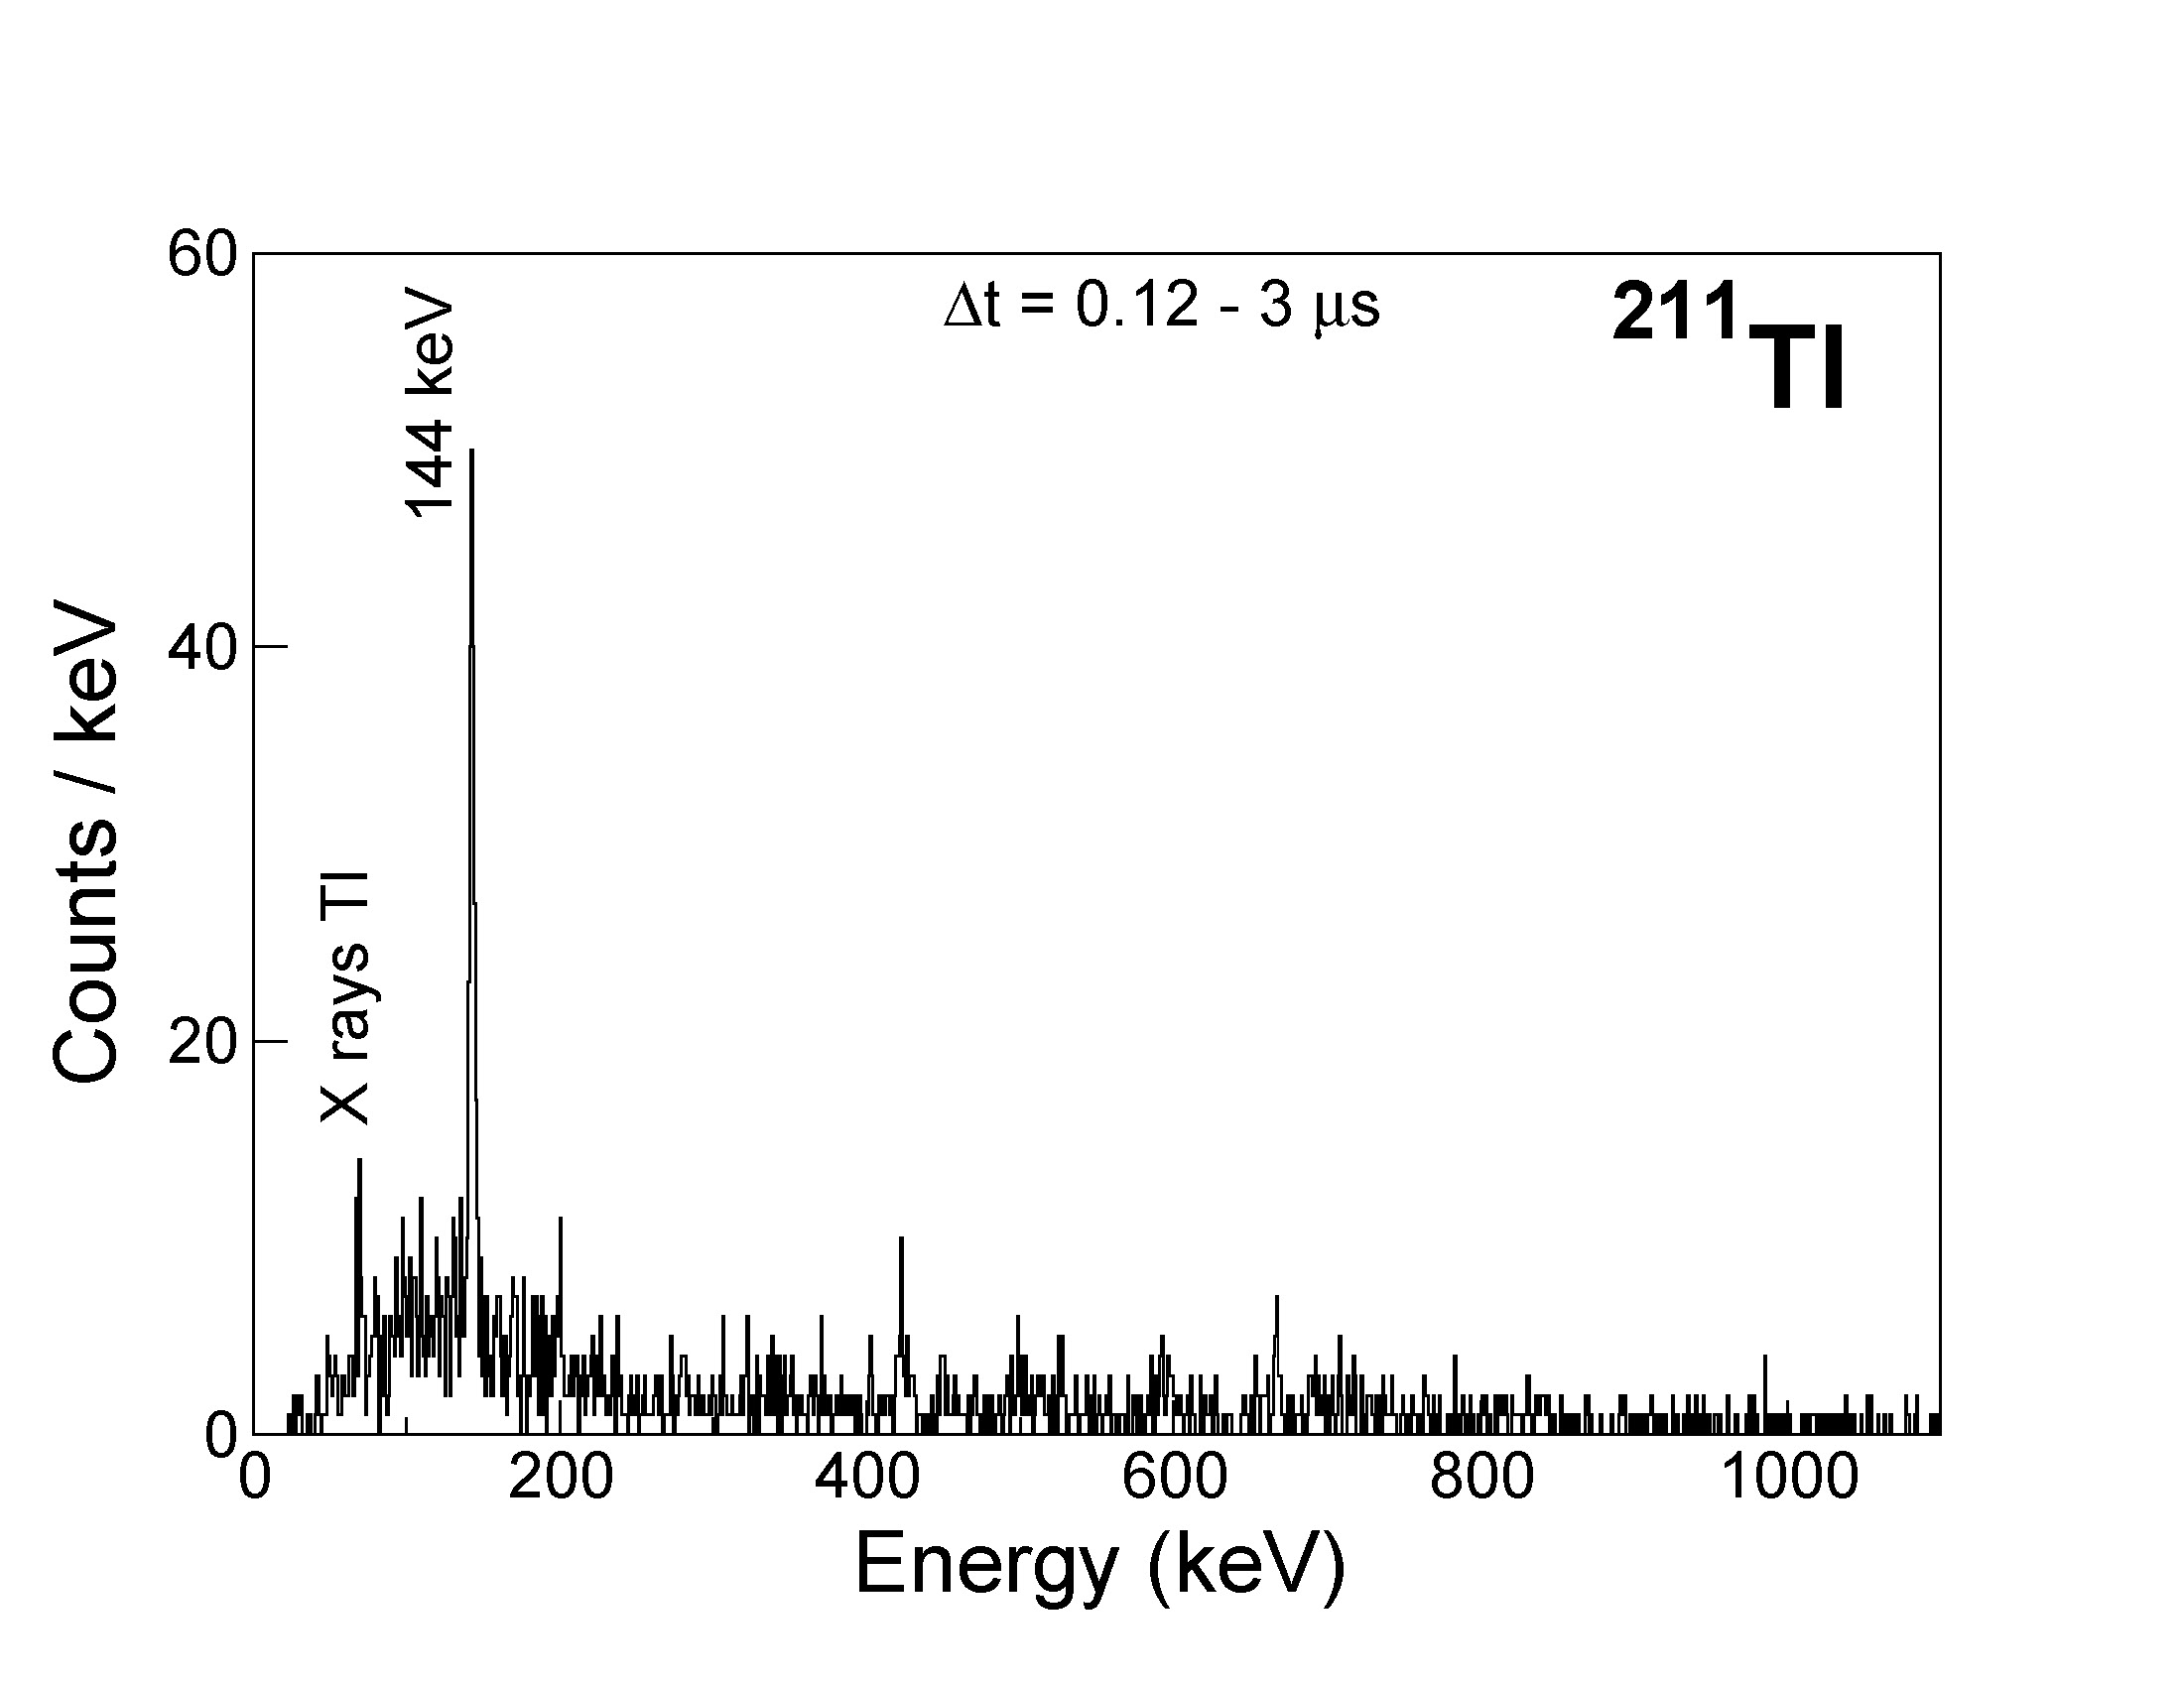 60
Δt = 0.12 - 3 μs
211Tl
144 keV
40
Counts / keV
X rays Tl
20
0
0 200 400 600 800 1000
Energy (keV)